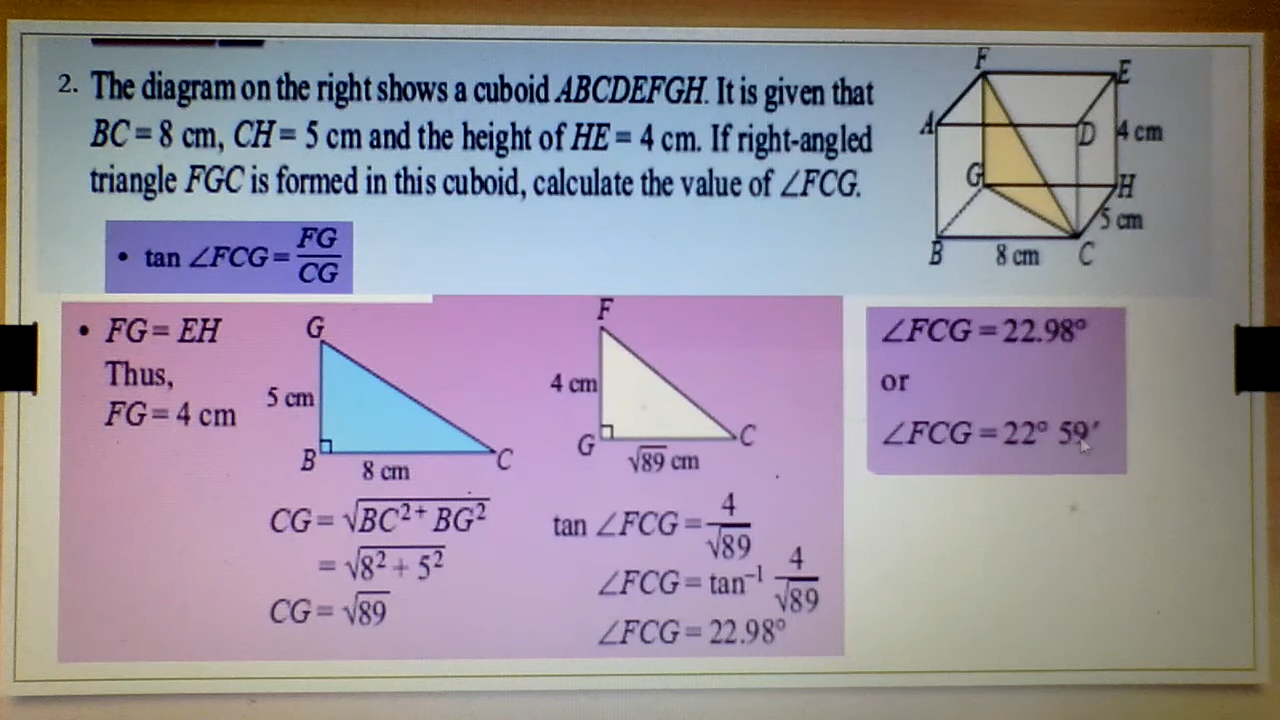 2. The diagram on the right shows a cuboid ABCDEFGH. It is given that
BC = 8 cm, CH = 5 cm and the height of HE = 4 cm. If right-angled
triangle FGC is formed in this cuboid, calculate the value of ∠FCG.
F
E
A
D
4 cm
G
H
5 cm
B
8 cm
C
• tan ∠FCG = FG/CG
• FG = EH
Thus,
FG = 4 cm
G
5 cm
B
8 cm
C
CG = √BC²⁺ BG²
= √8² + 5²
CG = √89
F
4 cm
G
√89 cm
C
tan ∠FCG = 4/√89
∠FCG = tan⁻¹ 4/√89
∠FCG = 22.98°
∠FCG = 22.98°
or
∠FCG = 22° 59′